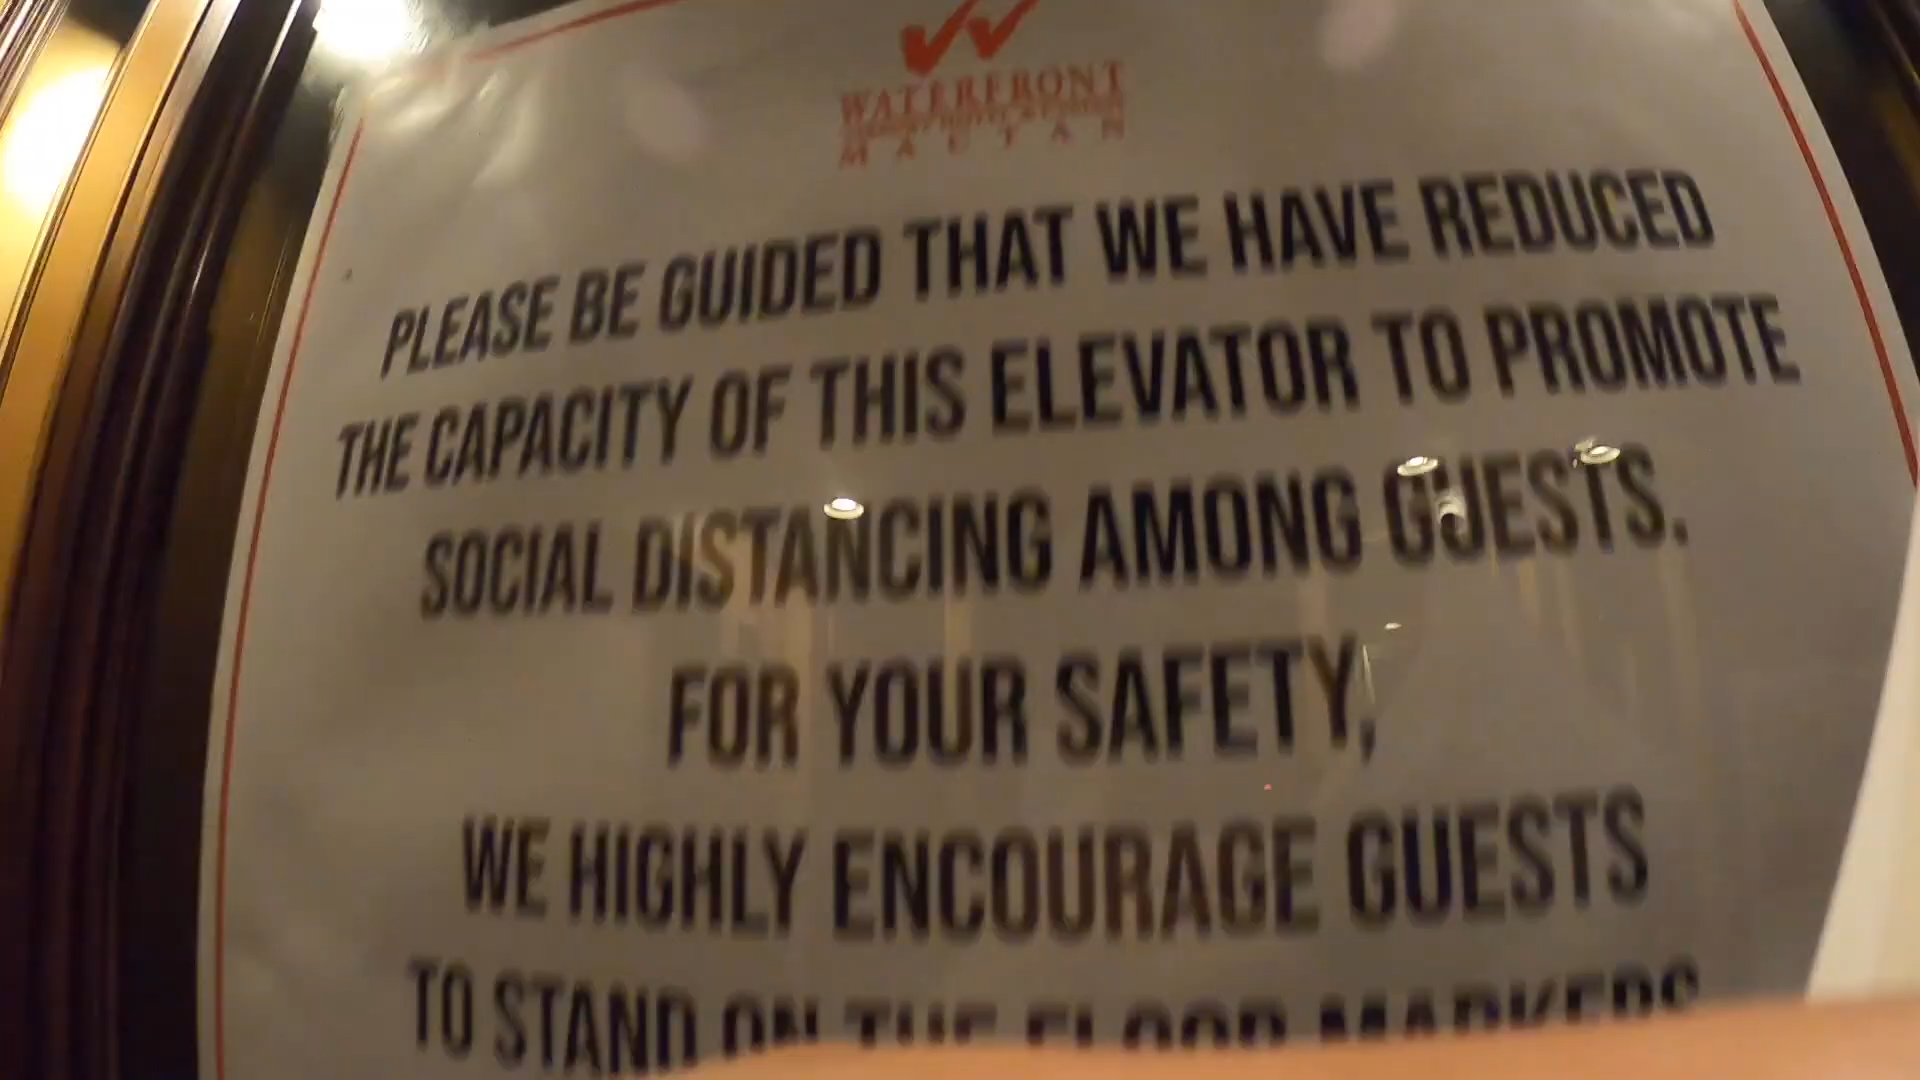 WATERFRONT
MACTAN
PLEASE BE GUIDED THAT WE HAVE REDUCED
THE CAPACITY OF THIS ELEVATOR TO PROMOTE
SOCIAL DISTANCING AMONG GUESTS.
FOR YOUR SAFETY,
WE HIGHLY ENCOURAGE GUESTS
TO STAND ON THE FLOOR MARKERS